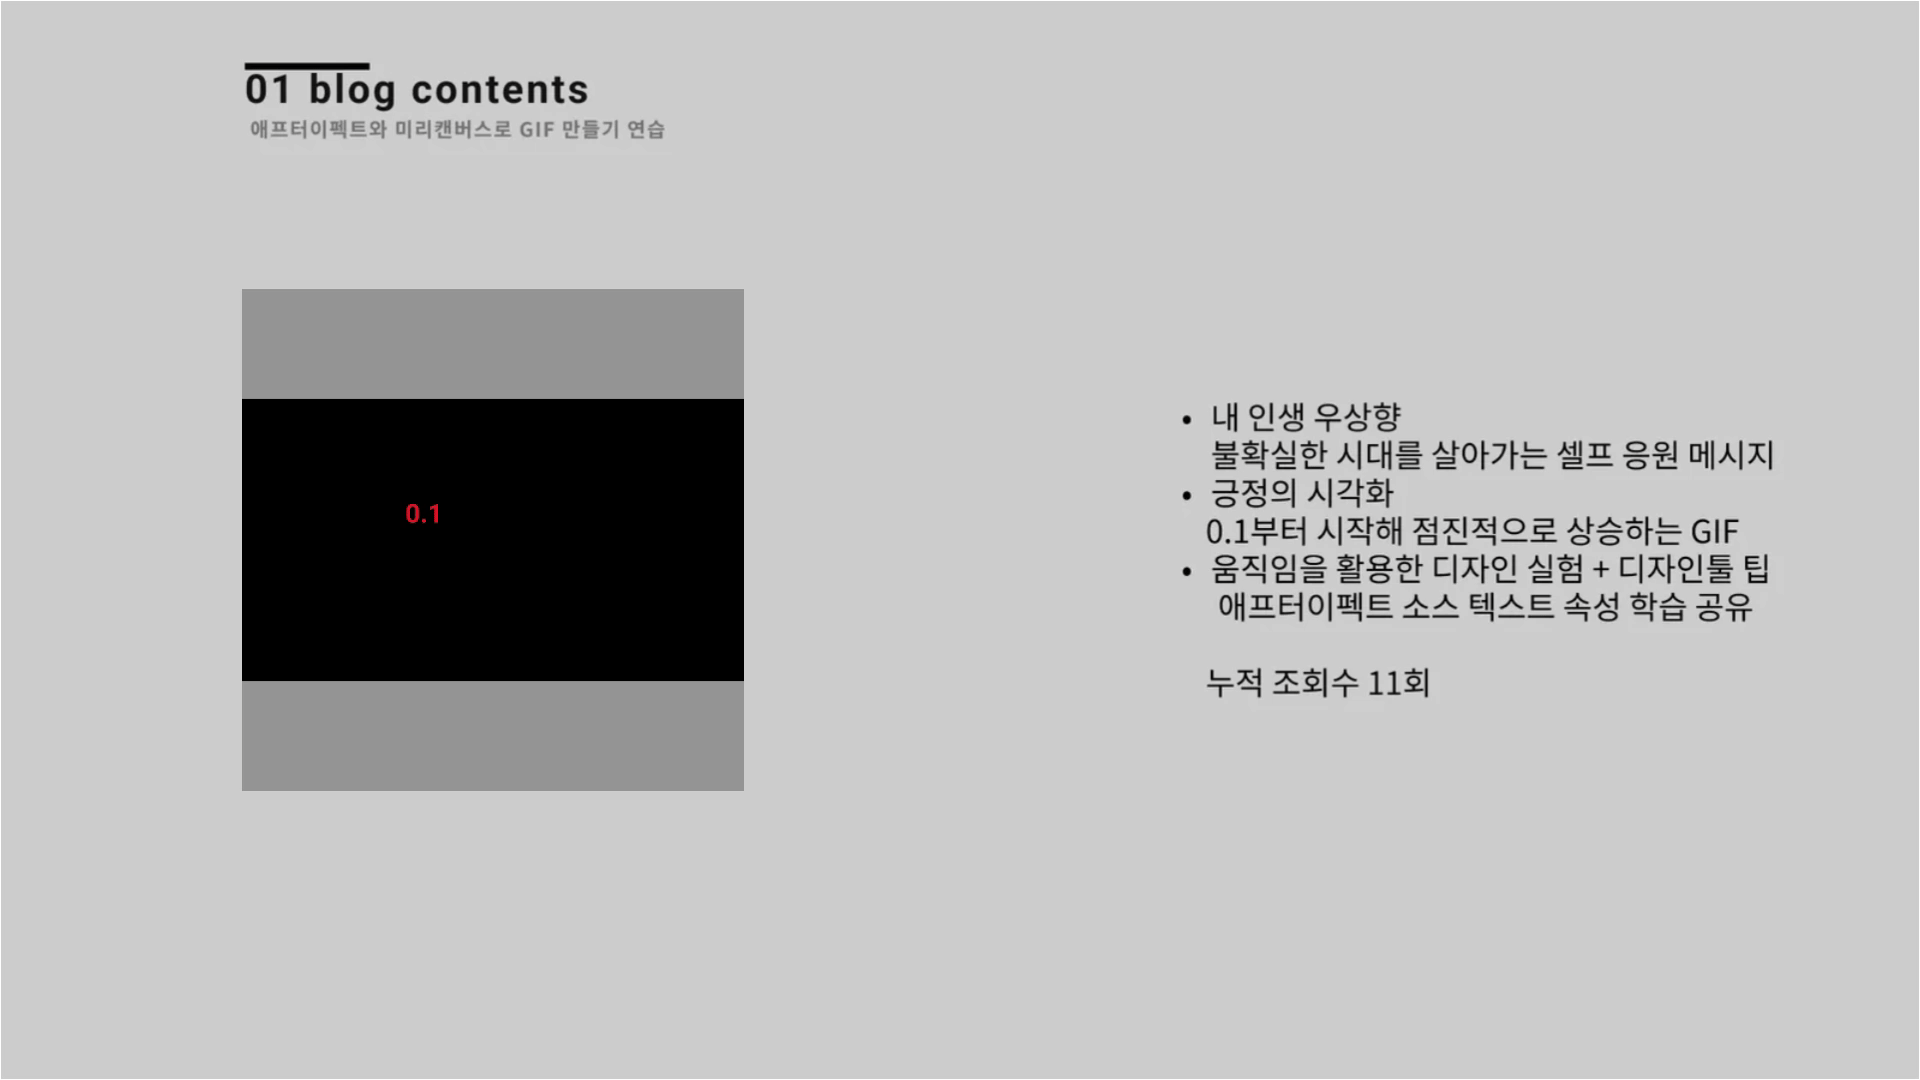 01 blog contents
애프터이펙트와 미리캔버스로 GIF 만들기 연습
0.1
• 내 인생 우상향
불확실한 시대를 살아가는 셀프 응원 메시지
• 긍정의 시각화
0.1부터 시작해 점진적으로 상승하는 GIF
• 움직임을 활용한 디자인 실험 + 디자인툴 팁
애프터이펙트 소스 텍스트 속성 학습 공유
누적 조회수 11회